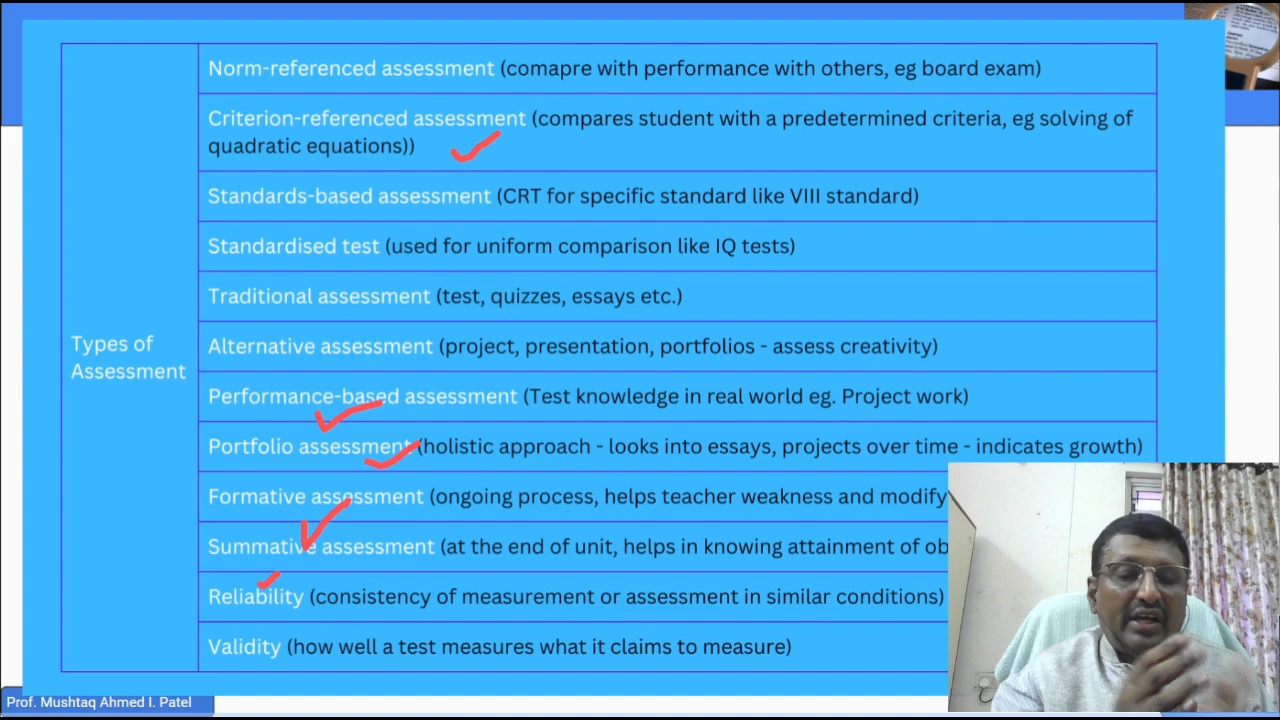 Types of
Assessment
Norm-referenced assessment (comapre with performance with others, eg board exam)
Criterion-referenced assessment (compares student with a predetermined criteria, eg solving of
quadratic equations))
Standards-based assessment (CRT for specific standard like VIII standard)
Standardised test (used for uniform comparison like IQ tests)
Traditional assessment (test, quizzes, essays etc.)
Alternative assessment (project, presentation, portfolios - assess creativity)
Performance-based assessment (Test knowledge in real world eg. Project work)
Portfolio assessment (holistic approach - looks into essays, projects over time - indicates growth)
Formative assessment (ongoing process, helps teacher weakness and modify
Summative assessment (at the end of unit, helps in knowing attainment of ob
Reliability (consistency of measurement or assessment in similar conditions)
Validity (how well a test measures what it claims to measure)
Prof. Mushtaq Ahmed I. Patel